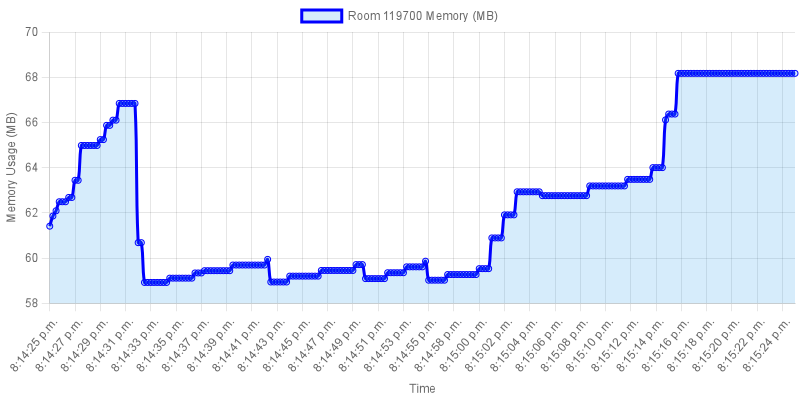 Room 119700 Memory (MB)
70
68
66
64
62
60
58
Memory Usage (MB)
8:14:25 p.m.
8:14:27 p.m.
8:14:29 p.m.
8:14:31 p.m.
8:14:33 p.m.
8:14:35 p.m.
8:14:37 p.m.
8:14:39 p.m.
8:14:41 p.m.
8:14:43 p.m.
8:14:45 p.m.
8:14:47 p.m.
8:14:49 p.m.
8:14:51 p.m.
8:14:53 p.m.
8:14:55 p.m.
8:14:58 p.m.
8:15:00 p.m.
8:15:02 p.m.
8:15:04 p.m.
8:15:06 p.m.
8:15:08 p.m.
8:15:10 p.m.
8:15:12 p.m.
8:15:14 p.m.
8:15:16 p.m.
8:15:18 p.m.
8:15:20 p.m.
8:15:22 p.m.
8:15:24 p.m.
Time